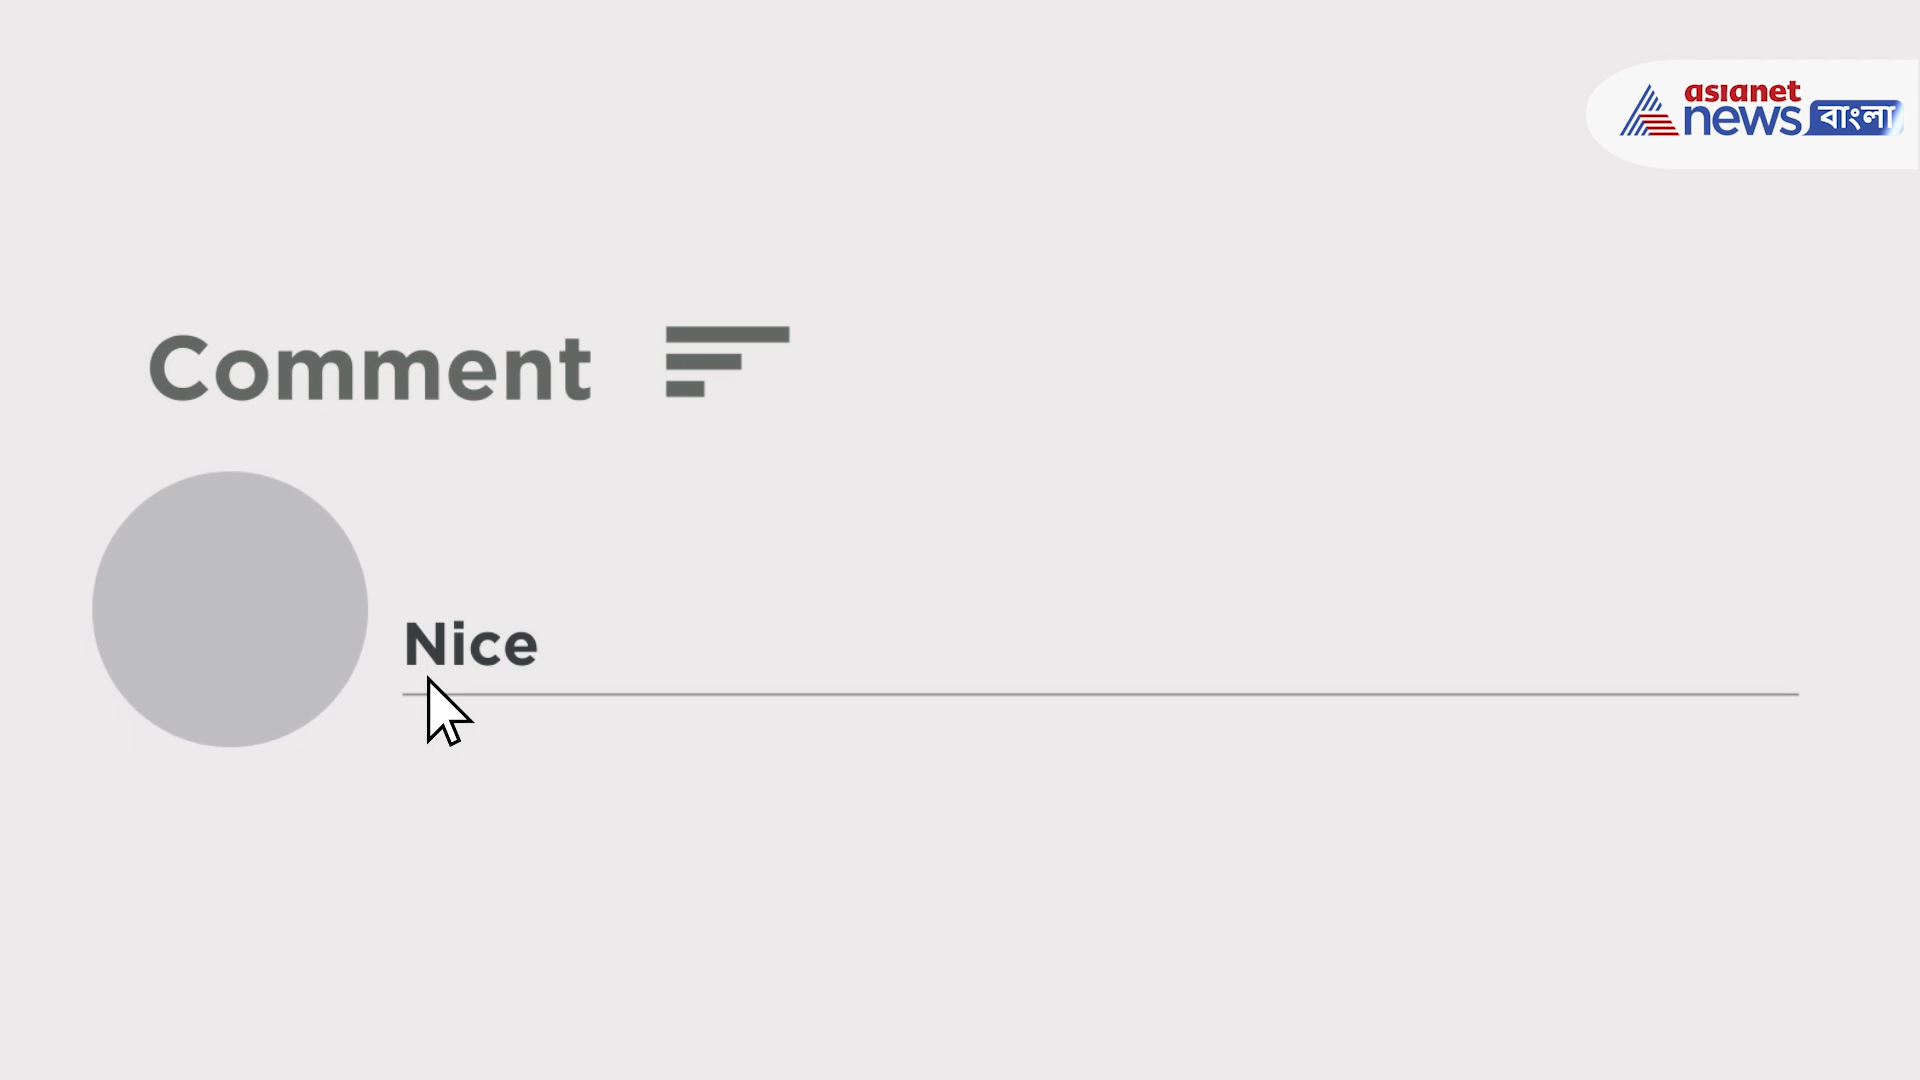 asianet
news বাংলা
Comment
Nice